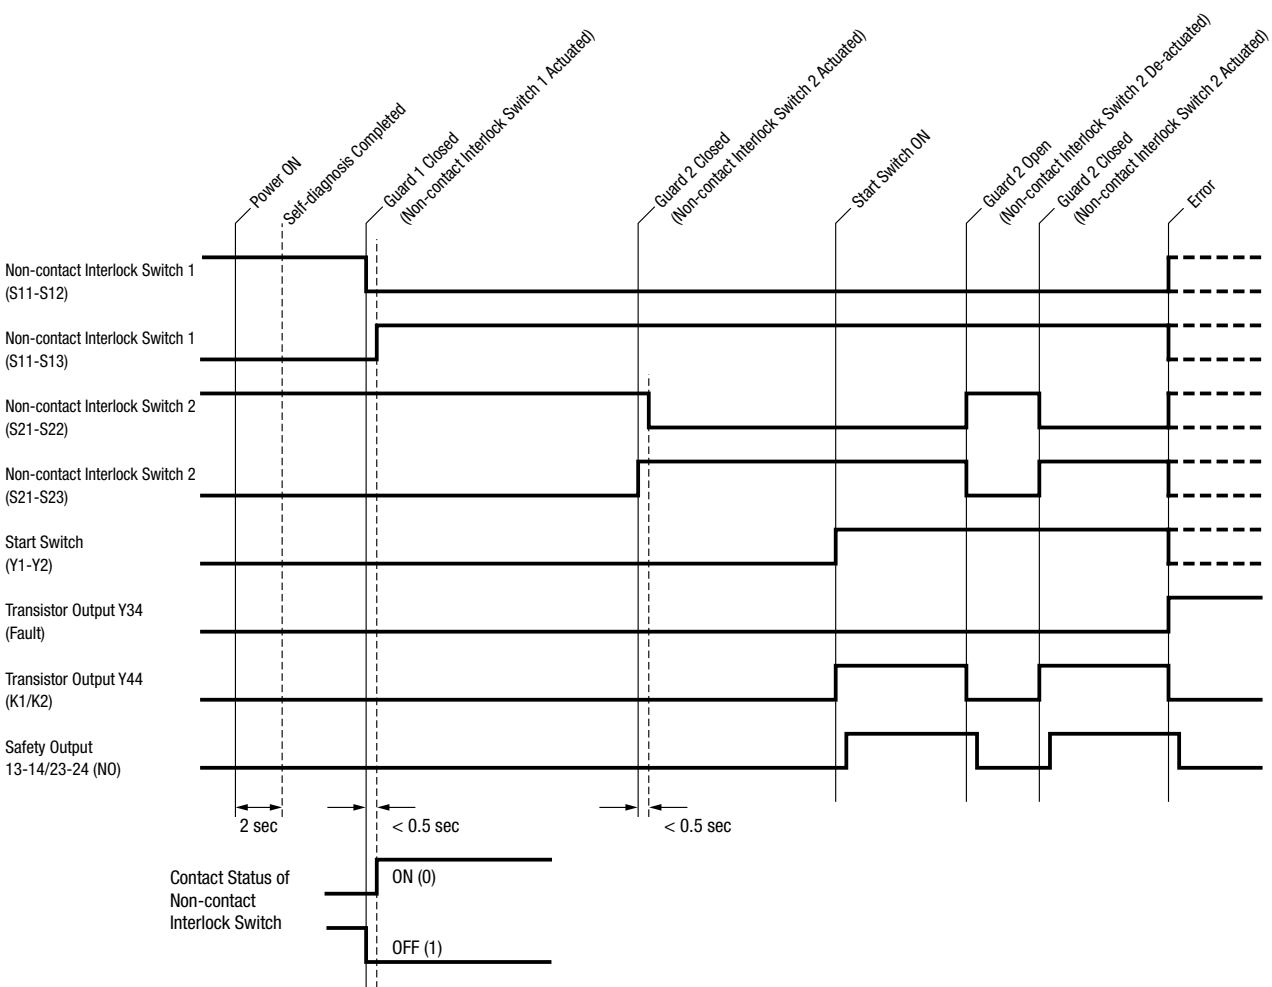 Power ON
Self-diagnosis Completed
Guard 1 Closed
(Non-contact Interlock Switch 1 Actuated)
Guard 2 Closed
(Non-contact Interlock Switch 2 Actuated)
Start Switch ON
Guard 2 Open
(Non-contact Interlock Switch 2 De-actuated)
Guard 2 Closed
(Non-contact Interlock Switch 2 Actuated)
Error
Non-contact Interlock Switch 1
(S11-S12)
Non-contact Interlock Switch 1
(S11-S13)
Non-contact Interlock Switch 2
(S21-S22)
Non-contact Interlock Switch 2
(S21-S23)
Start Switch
(Y1-Y2)
Transistor Output Y34
(Fault)
Transistor Output Y44
(K1/K2)
Safety Output
13-14/23-24 (NO)
2 sec
< 0.5 sec
< 0.5 sec
Contact Status of
Non-contact
Interlock Switch
ON (0)
OFF (1)